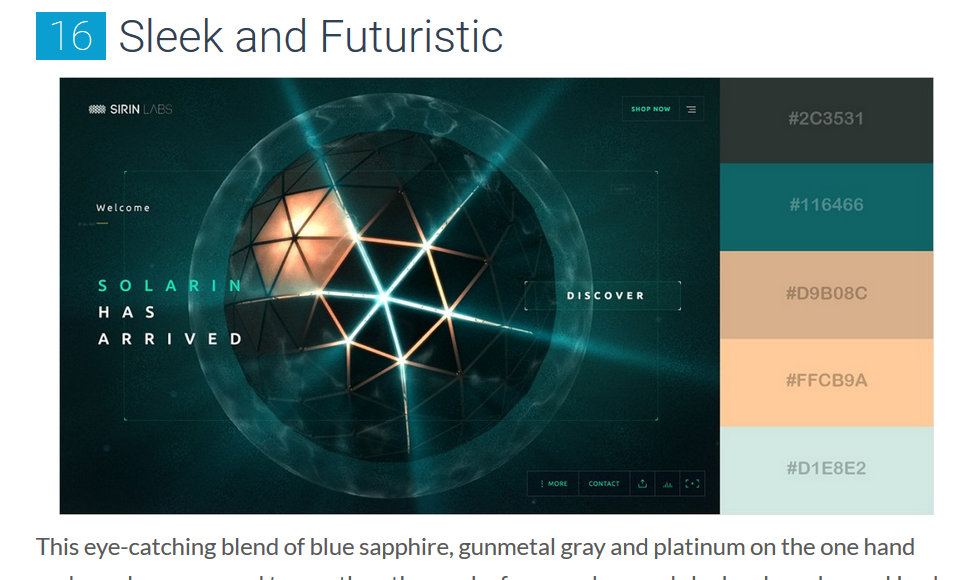 16 Sleek and Futuristic
SIRIN LABS
SHOP NOW
#2C3531
Welcome
#116466
SOLARIN
HAS
ARRIVED
DISCOVER
#D9B08C
#FFCB9A
#D1E8E2
MORE
CONTACT
This eye-catching blend of blue sapphire, gunmetal gray and platinum on the one hand